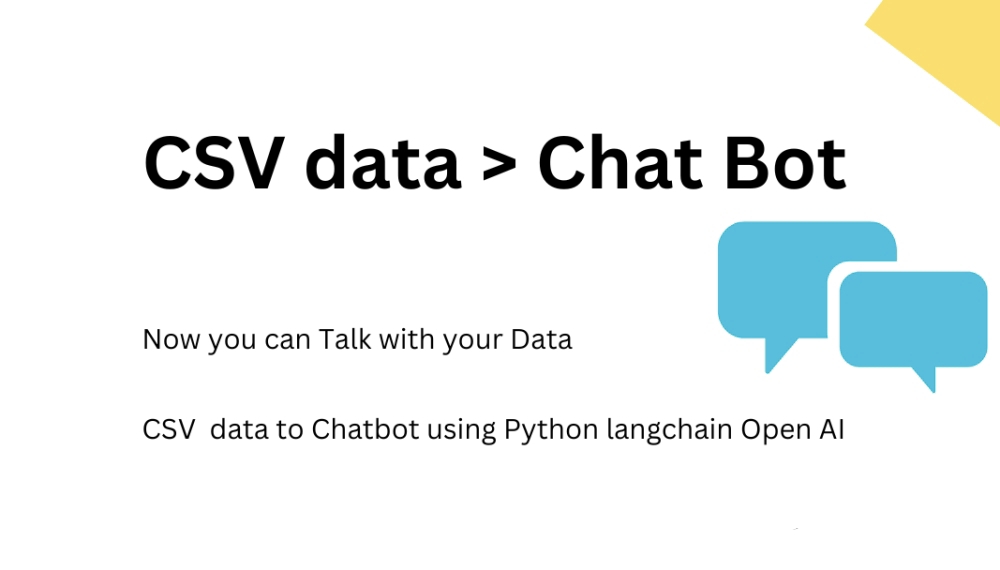 CSV data > Chat Bot
Now you can Talk with your Data
CSV data to Chatbot using Python langchain Open AI